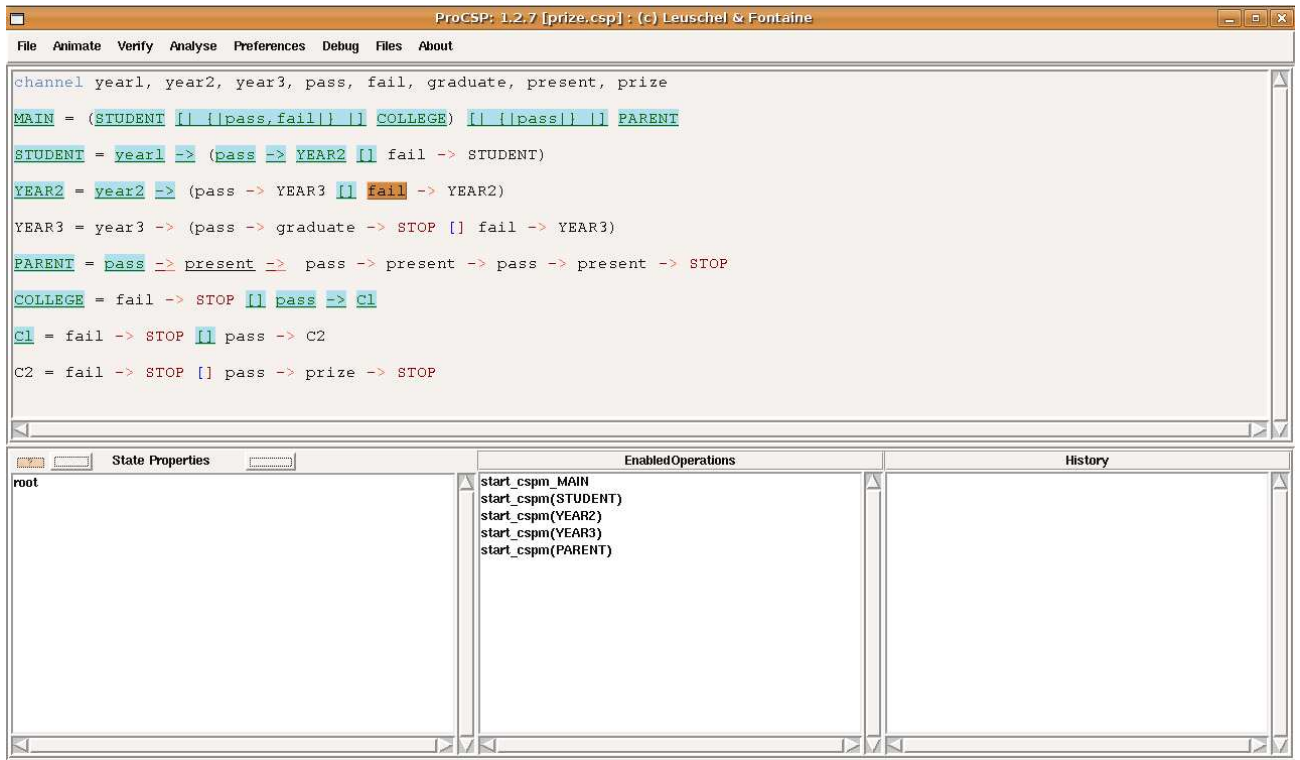 ProCSP: 1.2.7 [prize.csp] : (c) Leuschel & Fontaine
File Animate Verify Analyse Preferences Debug Files About
channel year1, year2, year3, pass, fail, graduate, present, prize
MAIN = (STUDENT [| {|pass,fail|} |] COLLEGE) [| {|pass|} |] PARENT
STUDENT = year1 -> (pass -> YEAR2 [] fail -> STUDENT)
YEAR2 = year2 -> (pass -> YEAR3 [] fail -> YEAR2)
YEAR3 = year3 -> (pass -> graduate -> STOP [] fail -> YEAR3)
PARENT = pass -> present -> pass -> present -> pass -> present -> STOP
COLLEGE = fail -> STOP [] pass -> C1
C1 = fail -> STOP [] pass -> C2
C2 = fail -> STOP [] pass -> prize -> STOP
State Properties EnabledOperations History
root
start_cspm_MAIN
start_cspm(STUDENT)
start_cspm(YEAR2)
start_cspm(YEAR3)
start_cspm(PARENT)